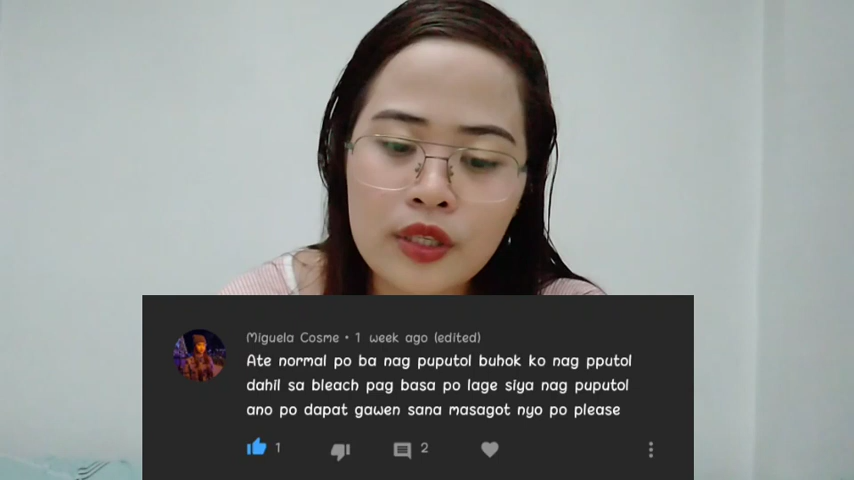 Miguela Cosme • 1 week ago (edited)
Ate normal po ba nag puputol buhok ko nag pputol
dahil sa bleach pag basa po lage siya nag puputol
ano po dapat gawen sana masagot nyo po please
1
2